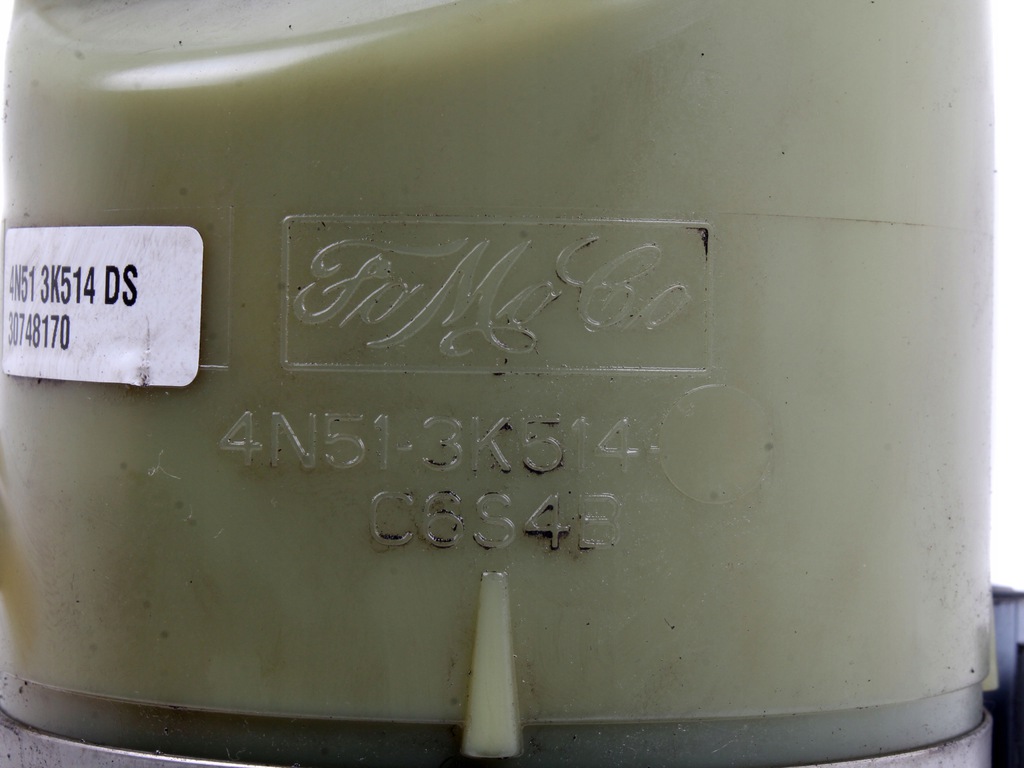 4N51 3K514 DS
30748170
FoMoCo
4N51-3K514-
C6S4B